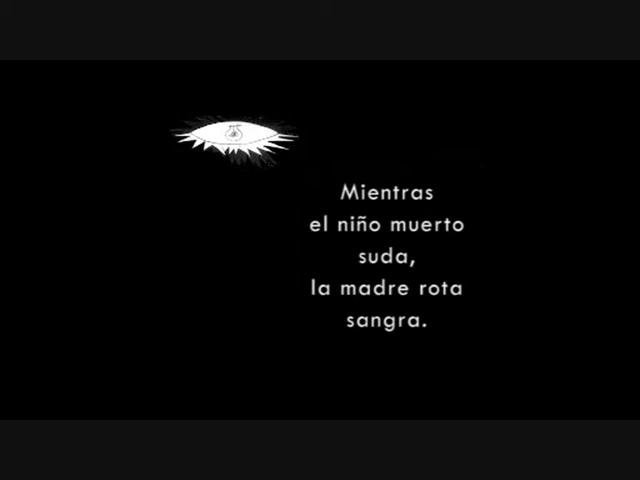 Mientras
el niño muerto
suda,
la madre rota
sangra.